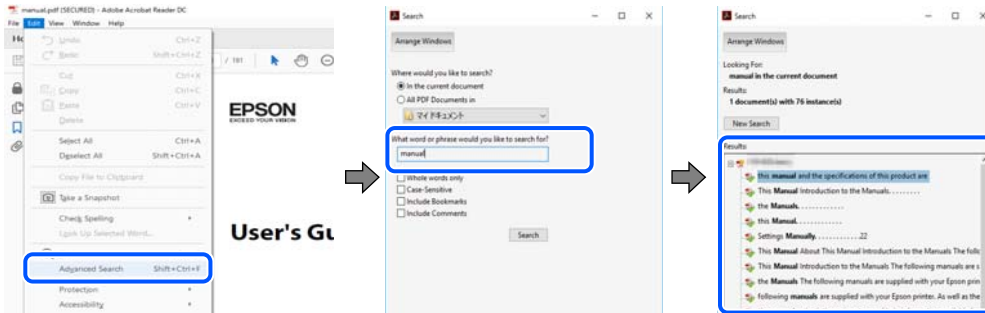 manual.pdf (SECURED) - Adobe Acrobat Reader DC
File Edit View Window Help
Undo Ctrl+Z
Redo Shift+Ctrl+Z
Cut Ctrl+X
Copy Ctrl+C
Paste Ctrl+V
Delete
Select All Ctrl+A
Deselect All Shift+Ctrl+A
Copy File to Clipboard
Take a Snapshot
Check Spelling
Look Up Selected Word...
Advanced Search Shift+Ctrl+F
Protection
Accessibility
/ 181
EPSON
EXCEED YOUR VISION
User's Gu
Search
Arrange Windows
Where would you like to search?
In the current document
All PDF Documents in
マイ ドキュメント
What word or phrase would you like to search for?
manual
Whole words only
Case-Sensitive
Include Bookmarks
Include Comments
Search
Search
Arrange Windows
Looking For:
manual in the current document
Results:
1 document(s) with 76 instance(s)
New Search
Results:
this manual and the specifications of this product are
This Manual Introduction to the Manuals. . . . . . . . .
the Manuals. . . . . . . . . . . . .
this Manual. . . . . . . . . . . . .
Settings Manually. . . . . . . . . . . . .22
This Manual About This Manual Introduction to the Manuals The follc
This Manual Introduction to the Manuals The following manuals are s
the Manuals The following manuals are supplied with your Epson prin
following manuals are supplied with your Epson printer. As well as the